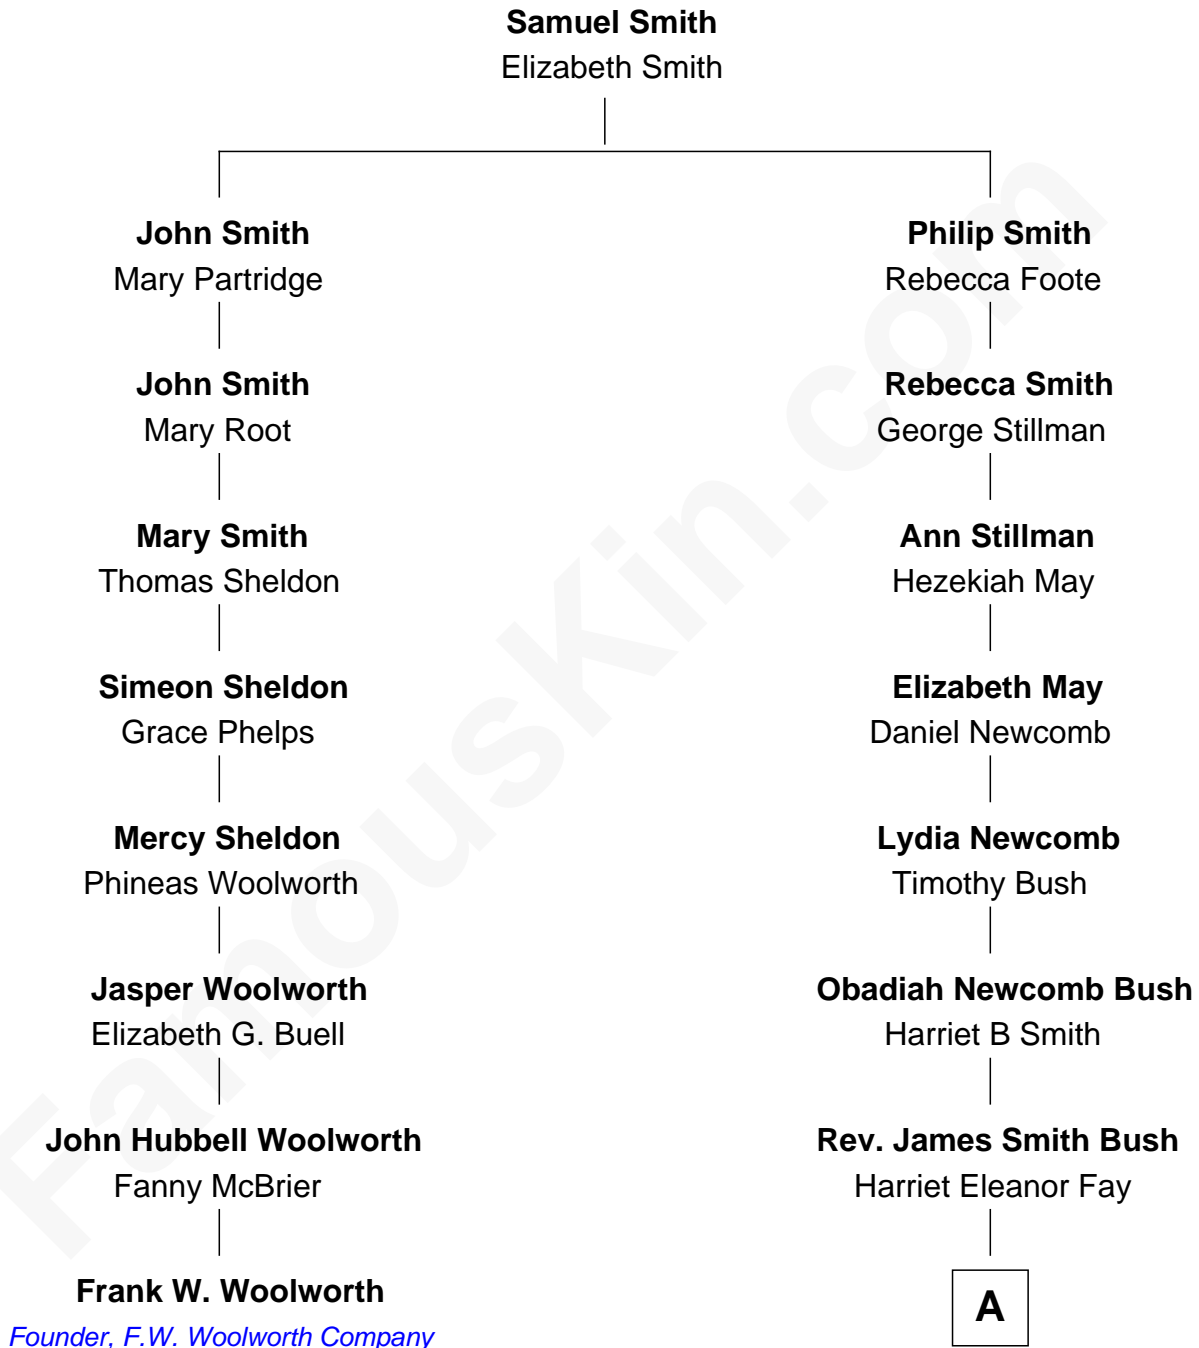 Samuel Smith
Elizabeth Smith
John Smith
Mary Partridge
John Smith
Mary Root
Mary Smith
Thomas Sheldon
Simeon Sheldon
Grace Phelps
Mercy Sheldon
Phineas Woolworth
Jasper Woolworth
Elizabeth G. Buell
John Hubbell Woolworth
Fanny McBrier
Frank W. Woolworth
Founder, F.W. Woolworth Company
Philip Smith
Rebecca Foote
Rebecca Smith
George Stillman
Ann Stillman
Hezekiah May
Elizabeth May
Daniel Newcomb
Lydia Newcomb
Timothy Bush
Obadiah Newcomb Bush
Harriet B Smith
Rev. James Smith Bush
Harriet Eleanor Fay
A
FamousKin.com